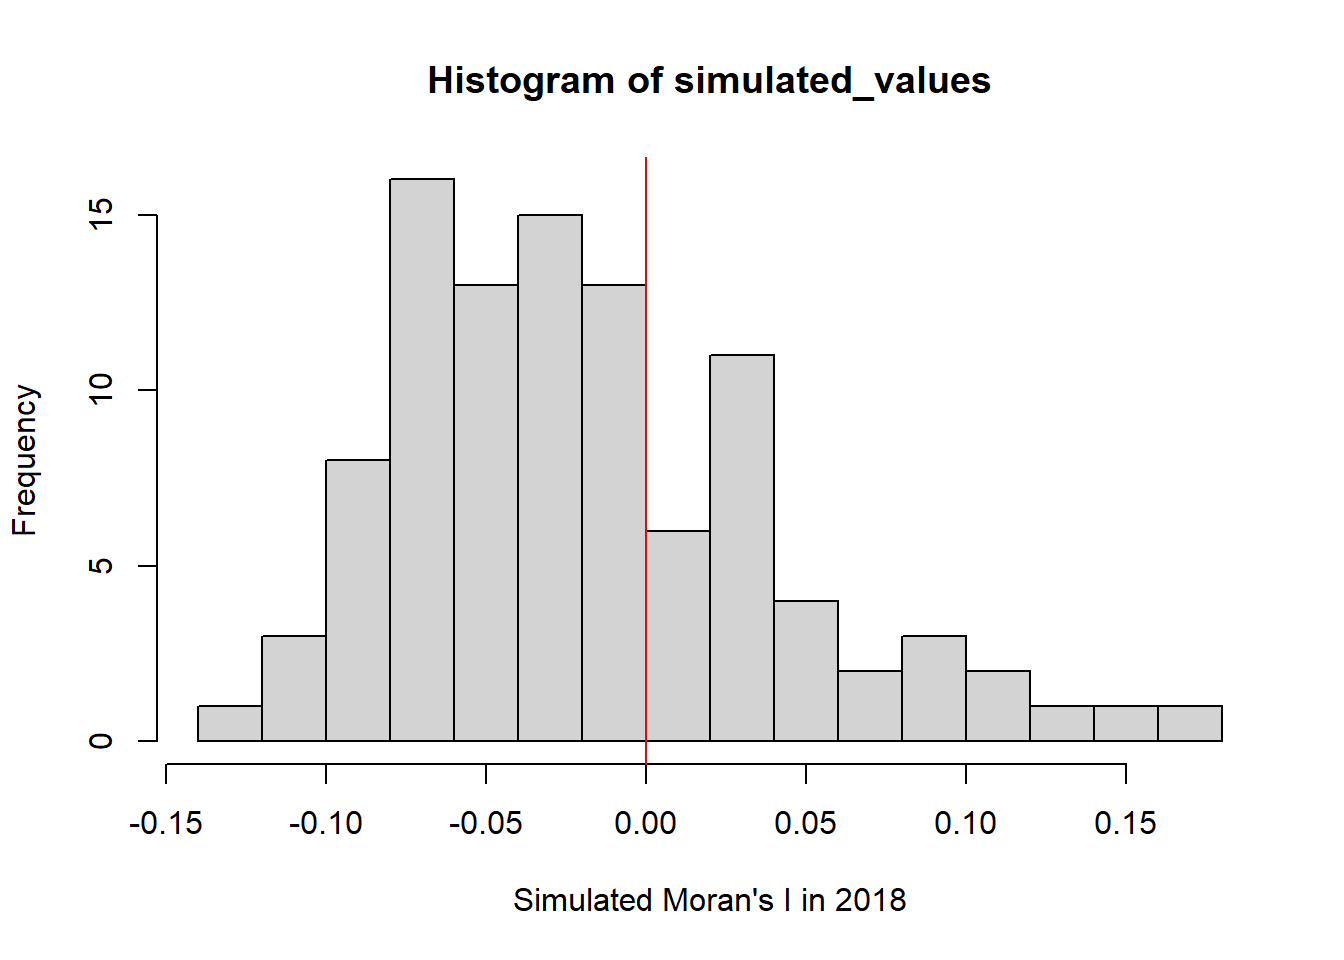 Histogram of simulated_values
Frequency
15
10
5
0
-0.15 -0.10 -0.05 0.00 0.05 0.10 0.15
Simulated Moran's I in 2018